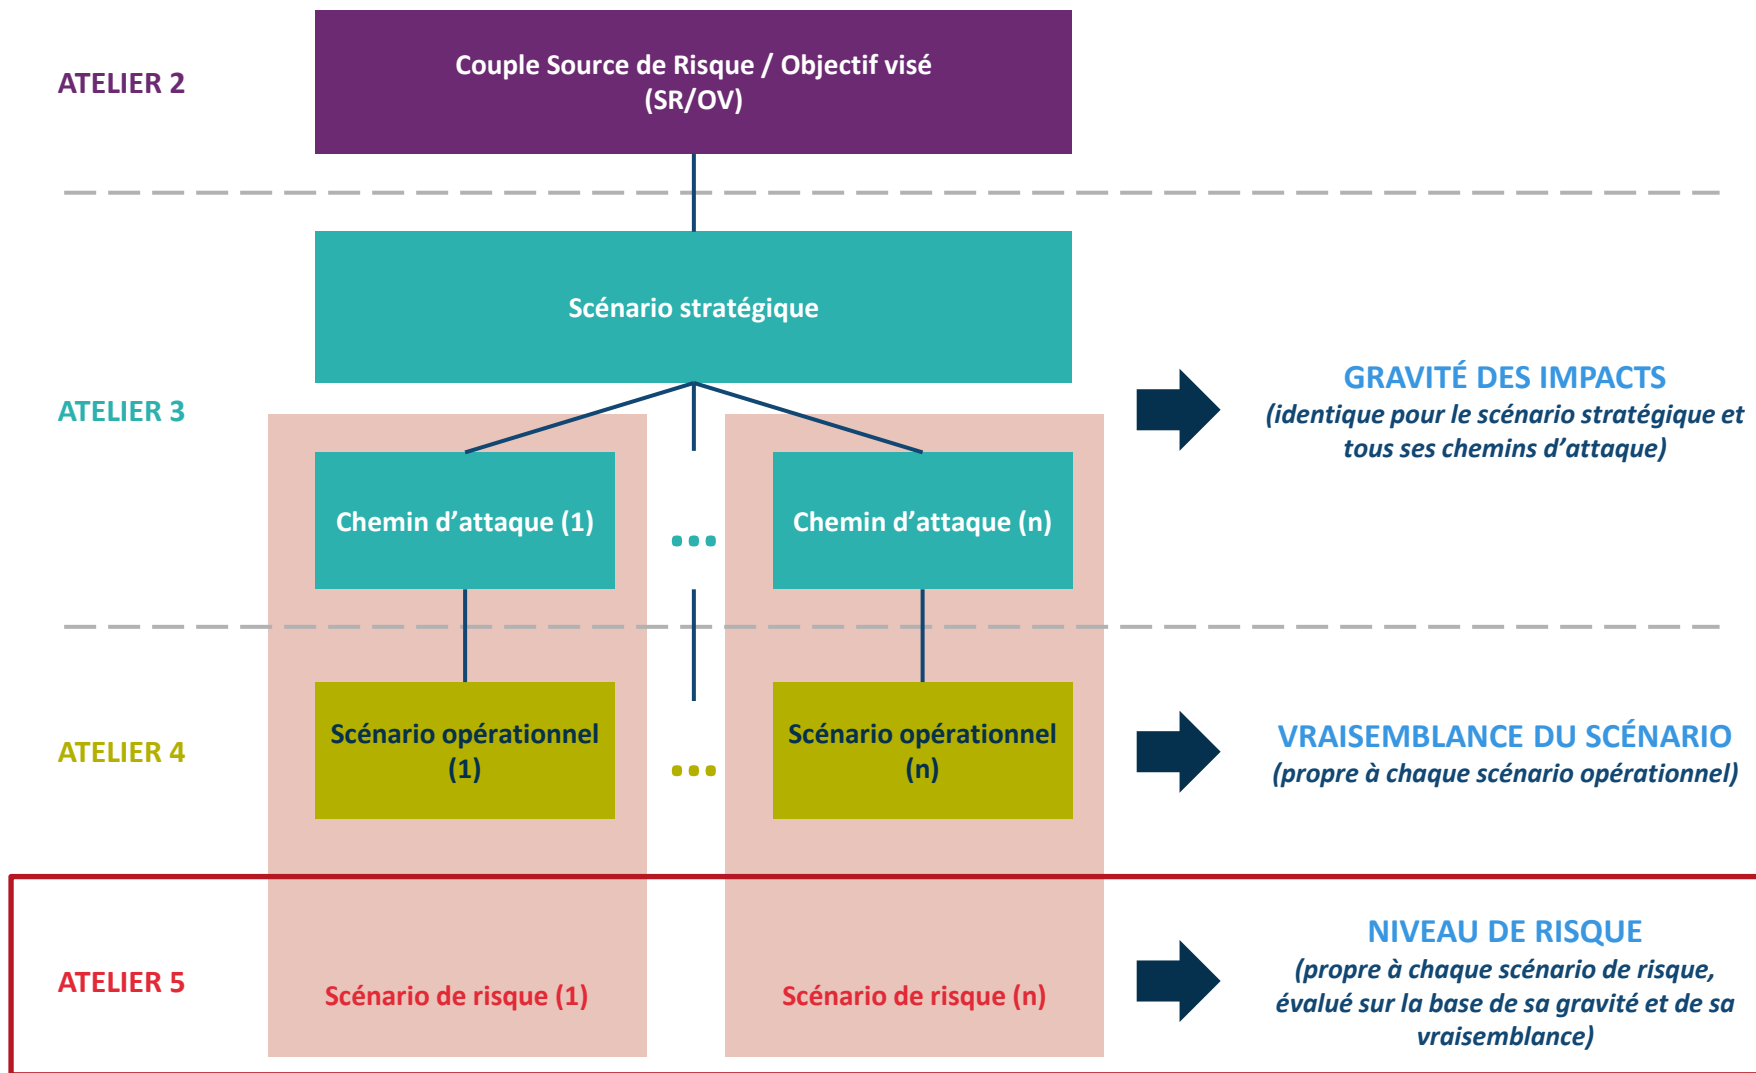 ATELIER 2
Couple Source de Risque / Objectif visé
(SR/OV)
Scénario stratégique
ATELIER 3
GRAVITÉ DES IMPACTS
(identique pour le scénario stratégique et
tous ses chemins d’attaque)
Chemin d’attaque (1)
...
Chemin d’attaque (n)
ATELIER 4
Scénario opérationnel
(1)
...
Scénario opérationnel
(n)
VRAISEMBLANCE DU SCÉNARIO
(propre à chaque scénario opérationnel)
ATELIER 5
Scénario de risque (1)
Scénario de risque (n)
NIVEAU DE RISQUE
(propre à chaque scénario de risque,
évalué sur la base de sa gravité et de sa
vraisemblance)